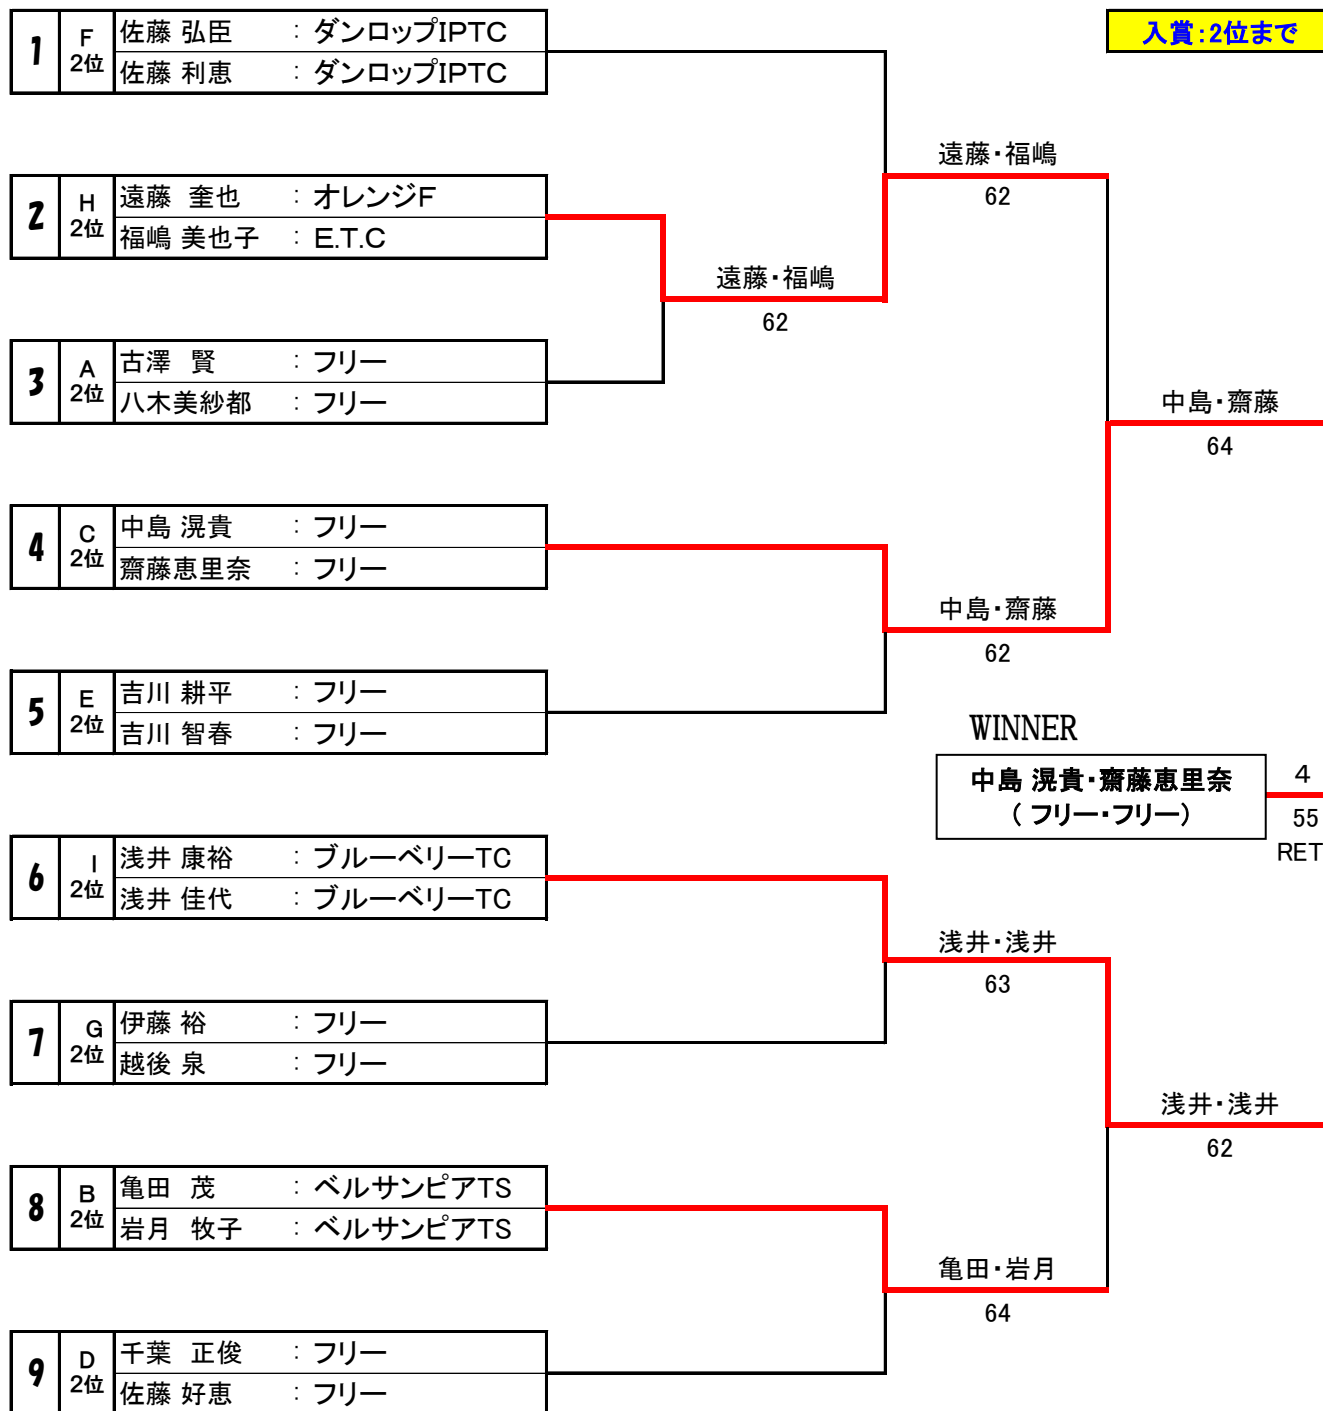 入賞：2位まで
1 F 2位 佐藤 弘臣 : ダンロップIPTC
佐藤 利恵 : ダンロップIPTC
遠藤・福嶋
62
2 H 2位 遠藤 奎也 : オレンジF
福嶋 美也子 : E.T.C
遠藤・福嶋
62
3 A 2位 古澤 賢 : フリー
八木美紗都 : フリー
中島・齋藤
64
4 C 2位 中島 滉貴 : フリー
齋藤恵里奈 : フリー
中島・齋藤
62
5 E 2位 吉川 耕平 : フリー
吉川 智春 : フリー
WINNER
中島 滉貴・齋藤恵里奈
（ フリー・フリー）
4
55
RET
6 I 2位 浅井 康裕 : ブルーベリーTC
浅井 佳代 : ブルーベリーTC
浅井・浅井
63
7 G 2位 伊藤 裕 : フリー
越後 泉 : フリー
浅井・浅井
62
8 B 2位 亀田 茂 : ベルサンピアTS
岩月 牧子 : ベルサンピアTS
亀田・岩月
64
9 D 2位 千葉 正俊 : フリー
佐藤 好恵 : フリー